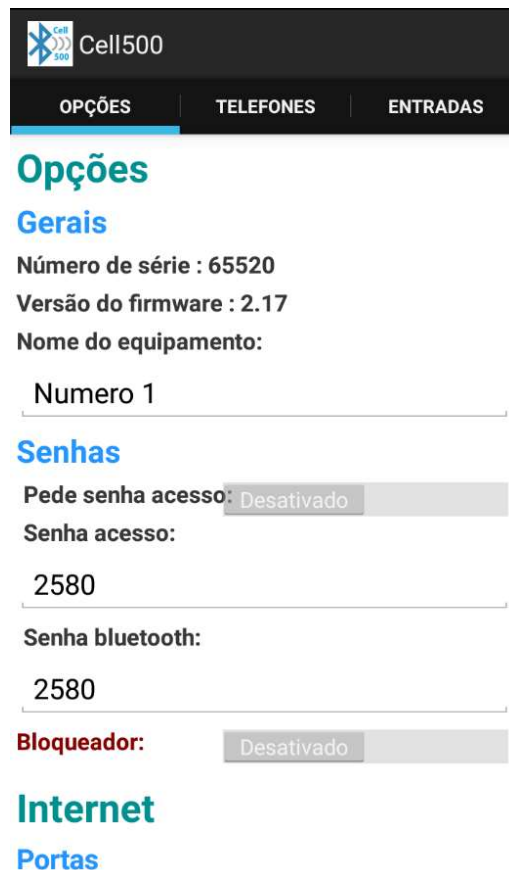 Cell
500
Cell500
OPÇÕES TELEFONES ENTRADAS
Opções
Gerais
Número de série : 65520
Versão do firmware : 2.17
Nome do equipamento:
Numero 1
Senhas
Pede senha acesso: Desativado
Senha acesso:
2580
Senha bluetooth:
2580
Bloqueador: Desativado
Internet
Portas